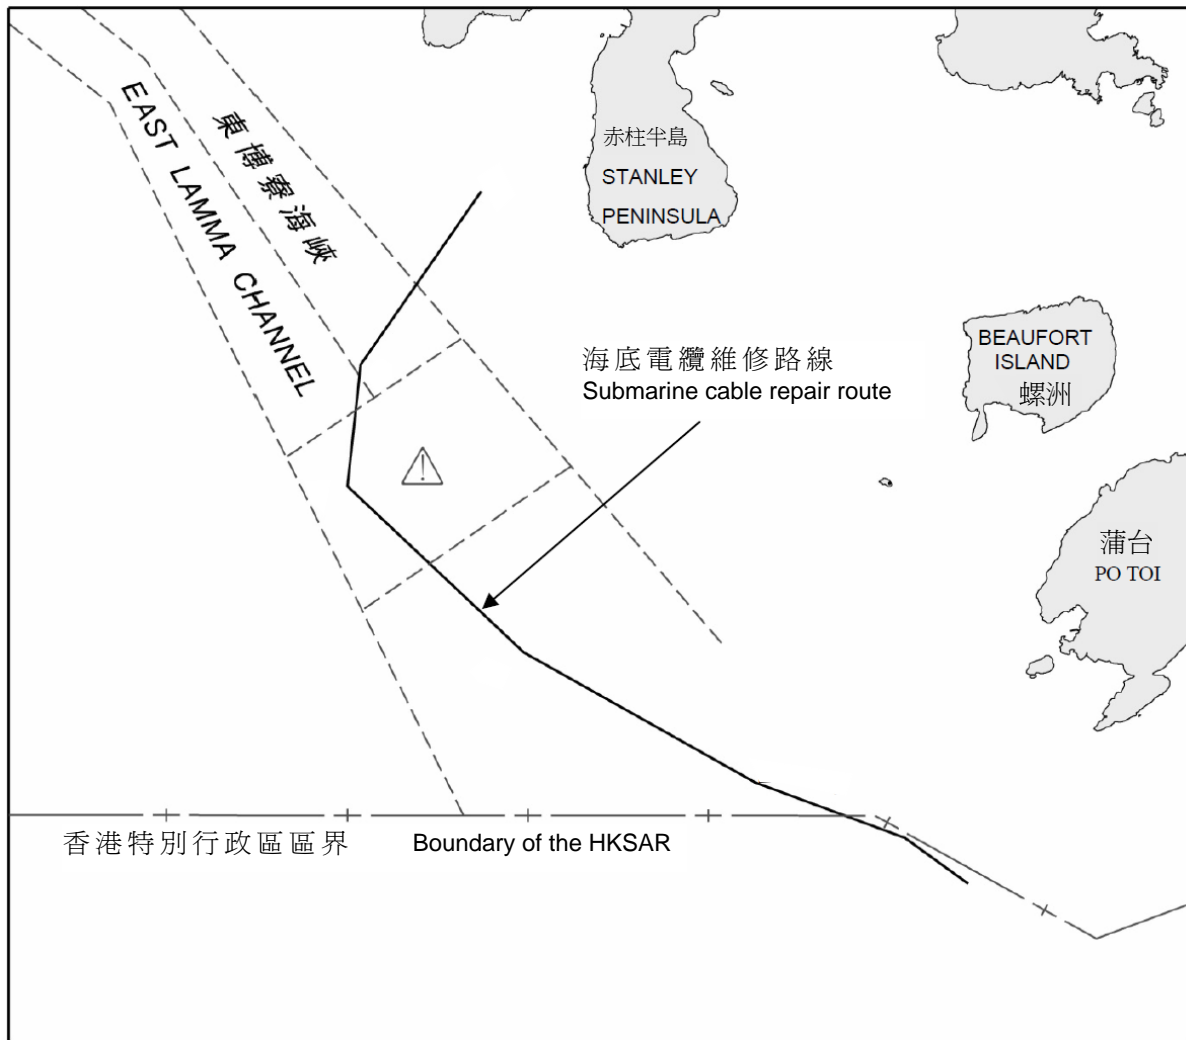 東博寮海峽
EAST LAMMA CHANNEL
赤柱半島
STANLEY
PENINSULA
海底電纜維修路線
Submarine cable repair route
BEAUFORT
ISLAND
螺洲
蒲台
PO TOI
香港特別行政區區界
Boundary of the HKSAR